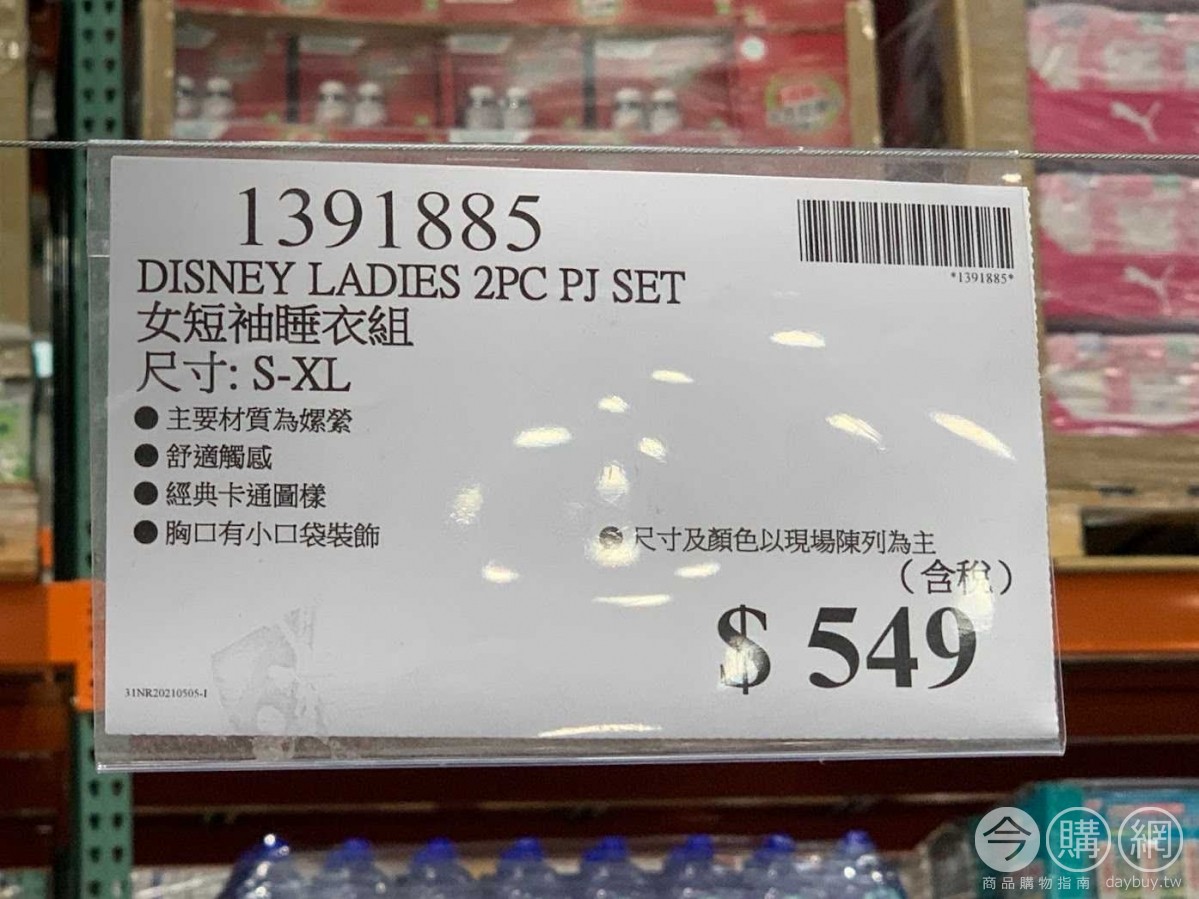 1391885
*1391885*
DISNEY LADIES 2PC PJ SET
女短袖睡衣組
尺寸: S-XL
● 主要材質為嫘縈
● 舒適觸感
● 經典卡通圖樣
● 胸口有小口袋裝飾
● 尺寸及顏色以現場陳列為主
（含稅）
$ 549
31NR20210505-1
今購網
商品購物指南 daybuy.tw